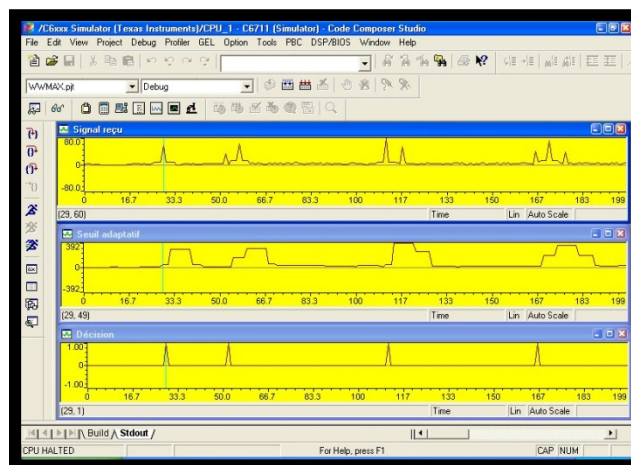 /C6xxx Simulator (Texas Instruments)/CPU_1 - C6711 (Simulator) - Code Composer Studio
File Edit View Project Debug Profiler GEL Option Tools PBC DSP/BIOS Window Help
WWMAX.pjt Debug
Signal reçu
80.0
0
-80.0
0 16.7 33.3 50.0 66.7 83.3 100 117 133 150 167 183 199
(29, 60) Time Lin Auto Scale
Seuil adaptatif
392
0
-392
0 16.7 33.3 50.0 66.7 83.3 100 117 133 150 167 183 199
(29, 49) Time Lin Auto Scale
Décision
1.00
0
-1.00
0 16.7 33.3 50.0 66.7 83.3 100 117 133 150 167 183 199
(29, 1) Time Lin Auto Scale
Build Stdout
CPU HALTED For Help, press F1 CAP NUM